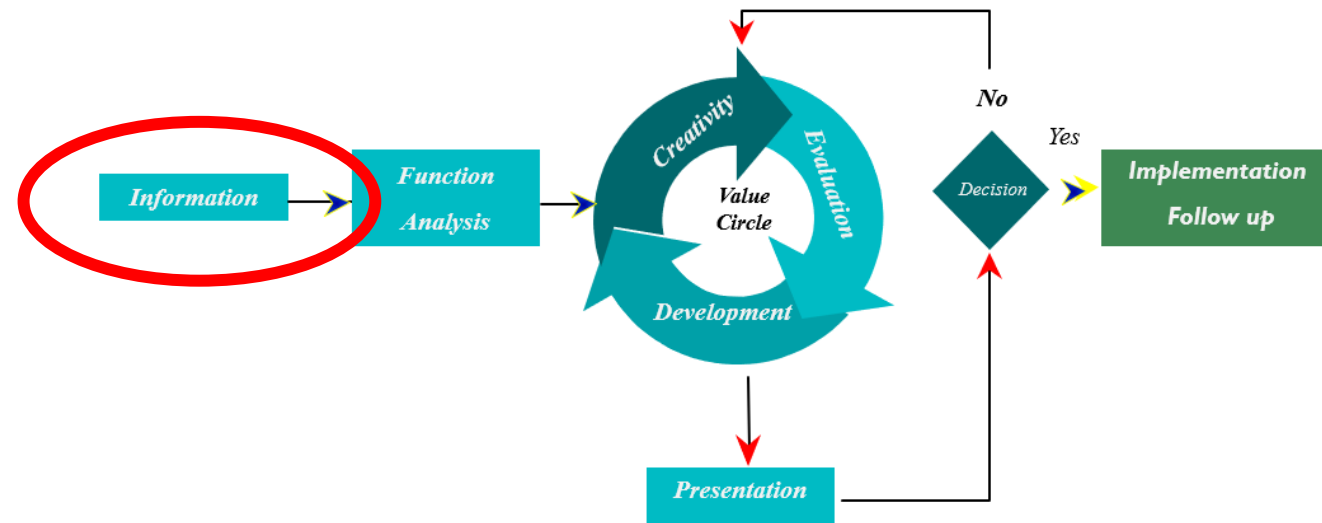 Information
Function
Analysis
Creativity
Evaluation
Development
Value
Circle
Presentation
Decision
No
Yes
Implementation
Follow up